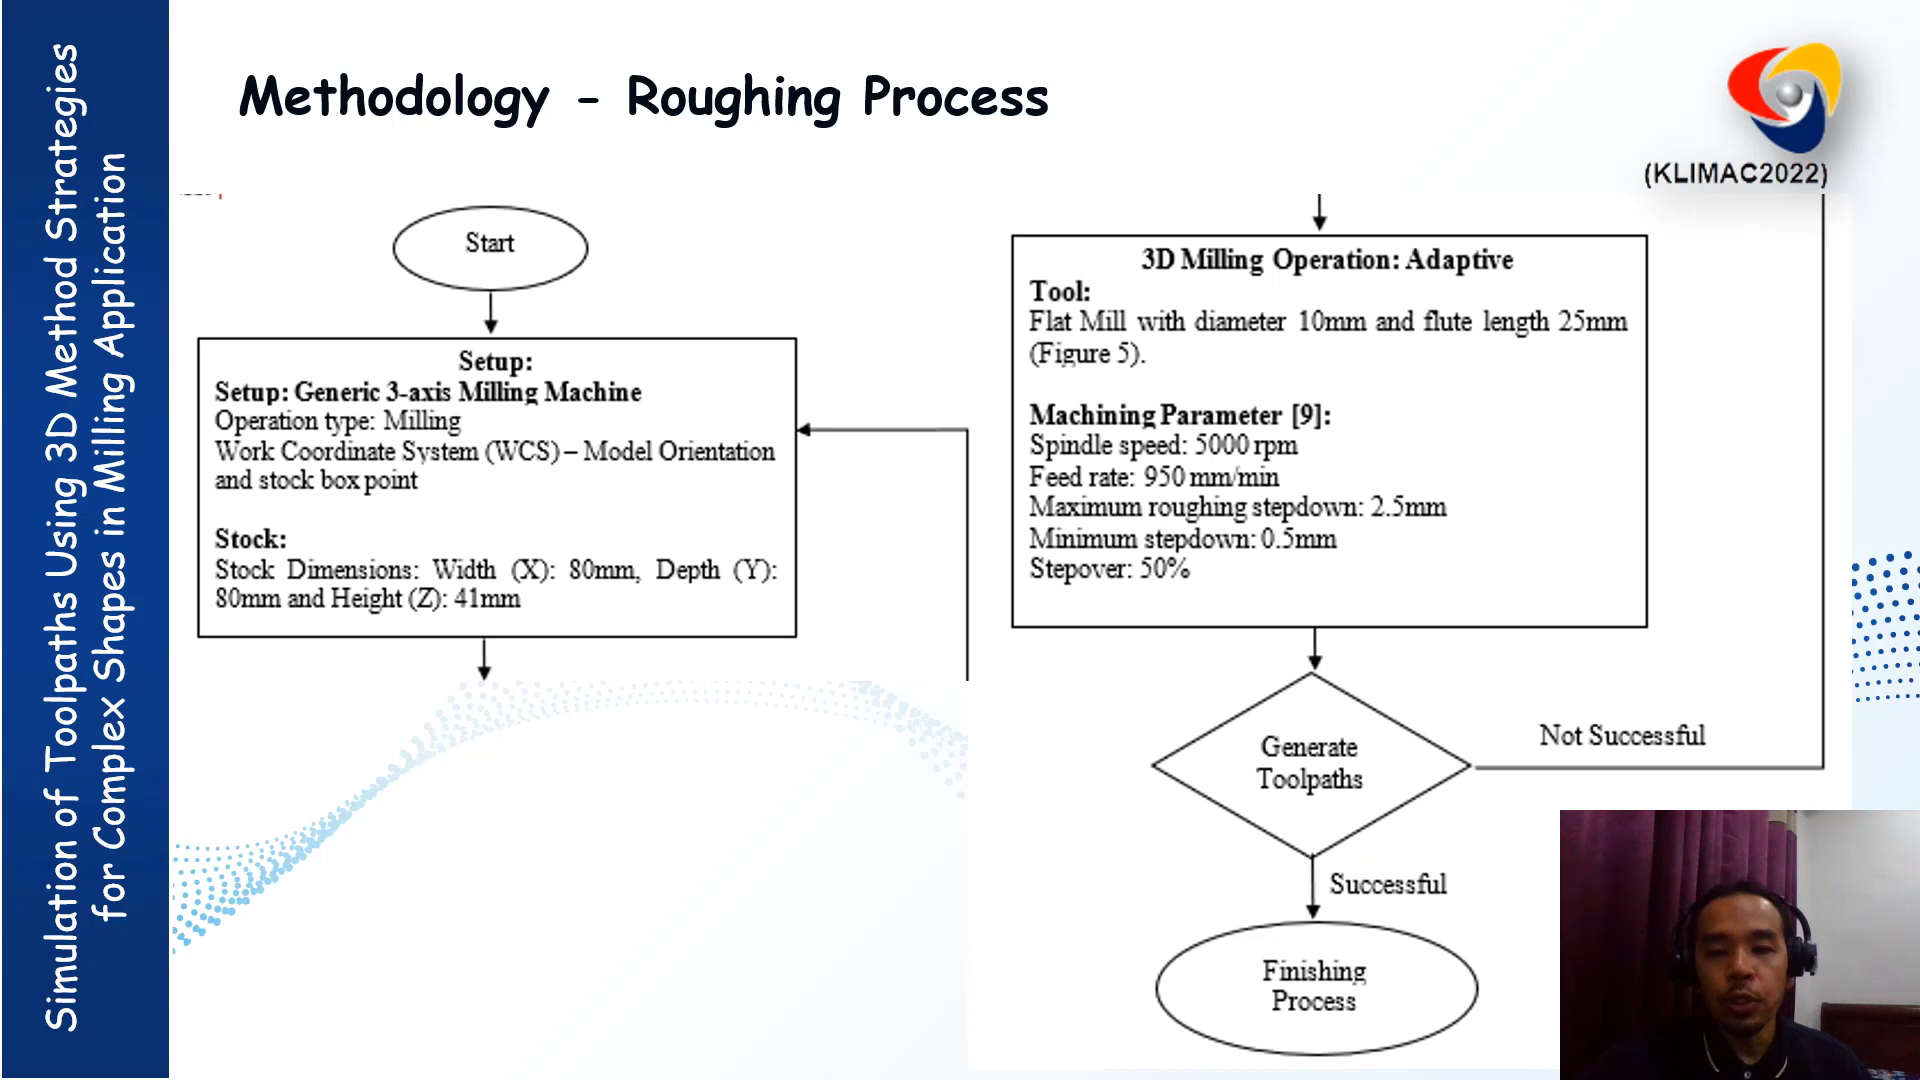 Simulation of Toolpaths Using 3D Method Strategies
for Complex Shapes in Milling Application
Methodology - Roughing Process
(KLIMAC2022)
Start
Setup:
Setup: Generic 3-axis Milling Machine
Operation type: Milling
Work Coordinate System (WCS) – Model Orientation
and stock box point
Stock:
Stock Dimensions: Width (X): 80mm, Depth (Y):
80mm and Height (Z): 41mm
3D Milling Operation: Adaptive
Tool:
Flat Mill with diameter 10mm and flute length 25mm
(Figure 5).
Machining Parameter [9]:
Spindle speed: 5000 rpm
Feed rate: 950 mm/min
Maximum roughing stepdown: 2.5mm
Minimum stepdown: 0.5mm
Stepover: 50%
Generate
Toolpaths
Not Successful
Successful
Finishing
Process